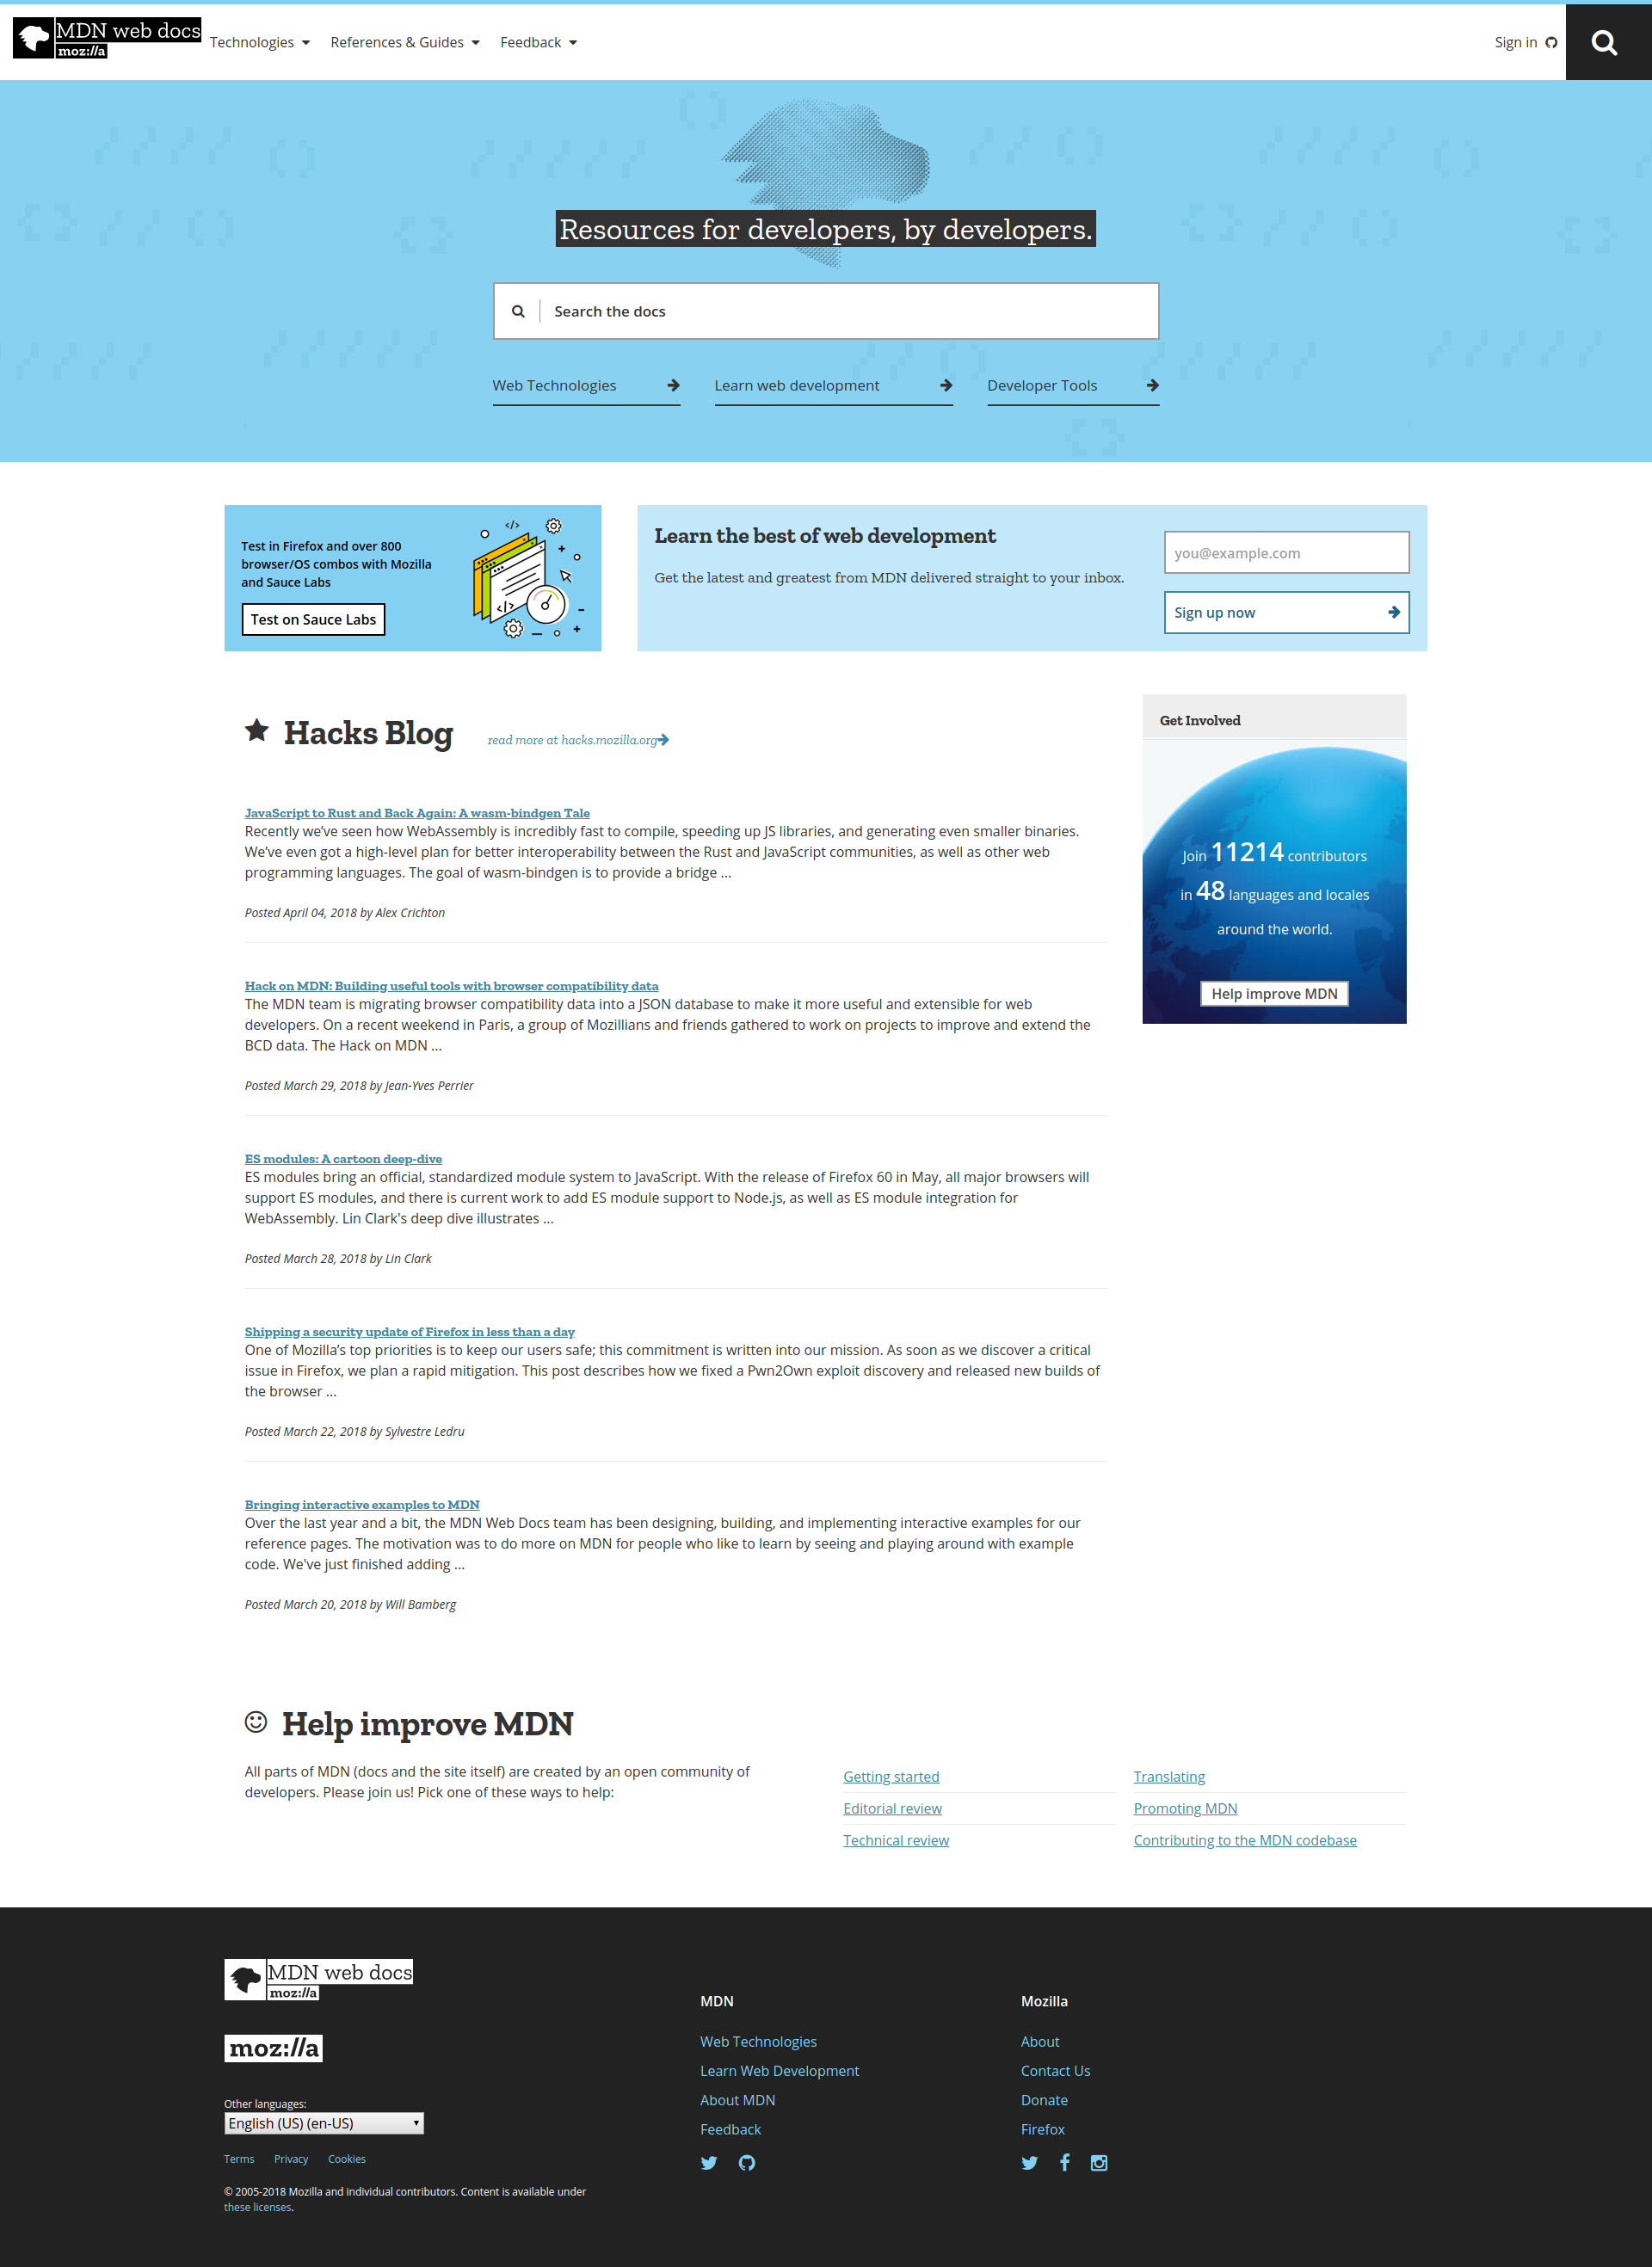 MDN web docs
moz://a
Technologies
References & Guides
Feedback
Sign in
Resources for developers, by developers.
Search the docs
Web Technologies
Learn web development
Developer Tools
Test in Firefox and over 800
browser/OS combos with Mozilla
and Sauce Labs
Test on Sauce Labs
</>
</>
Learn the best of web development
Get the latest and greatest from MDN delivered straight to your inbox.
you@example.com
Sign up now
Hacks Blog
read more at hacks.mozilla.org
JavaScript to Rust and Back Again: A wasm-bindgen Tale
Recently we’ve seen how WebAssembly is incredibly fast to compile, speeding up JS libraries, and generating even smaller binaries.
We’ve even got a high-level plan for better interoperability between the Rust and JavaScript communities, as well as other web
programming languages. The goal of wasm-bindgen is to provide a bridge …
Posted April 04, 2018 by Alex Crichton
Hack on MDN: Building useful tools with browser compatibility data
The MDN team is migrating browser compatibility data into a JSON database to make it more useful and extensible for web
developers. On a recent weekend in Paris, a group of Mozillians and friends gathered to work on projects to improve and extend the
BCD data. The Hack on MDN …
Posted March 29, 2018 by Jean-Yves Perrier
ES modules: A cartoon deep-dive
ES modules bring an official, standardized module system to JavaScript. With the release of Firefox 60 in May, all major browsers will
support ES modules, and there is current work to add ES module support to Node.js, as well as ES module integration for
WebAssembly. Lin Clark's deep dive illustrates …
Posted March 28, 2018 by Lin Clark
Shipping a security update of Firefox in less than a day
One of Mozilla’s top priorities is to keep our users safe; this commitment is written into our mission. As soon as we discover a critical
issue in Firefox, we plan a rapid mitigation. This post describes how we fixed a Pwn2Own exploit discovery and released new builds of
the browser …
Posted March 22, 2018 by Sylvestre Ledru
Bringing interactive examples to MDN
Over the last year and a bit, the MDN Web Docs team has been designing, building, and implementing interactive examples for our
reference pages. The motivation was to do more on MDN for people who like to learn by seeing and playing around with example
code. We've just finished adding …
Posted March 20, 2018 by Will Bamberg
Get Involved
Join 11214 contributors
in 48 languages and locales
around the world.
Help improve MDN
Help improve MDN
All parts of MDN (docs and the site itself) are created by an open community of
developers. Please join us! Pick one of these ways to help:
Getting started
Editorial review
Technical review
Translating
Promoting MDN
Contributing to the MDN codebase
MDN web docs
moz://a
moz://a
Other languages:
English (US) (en-US)
Terms
Privacy
Cookies
© 2005-2018 Mozilla and individual contributors. Content is available under
these licenses.
MDN
Web Technologies
Learn Web Development
About MDN
Feedback
Mozilla
About
Contact Us
Donate
Firefox